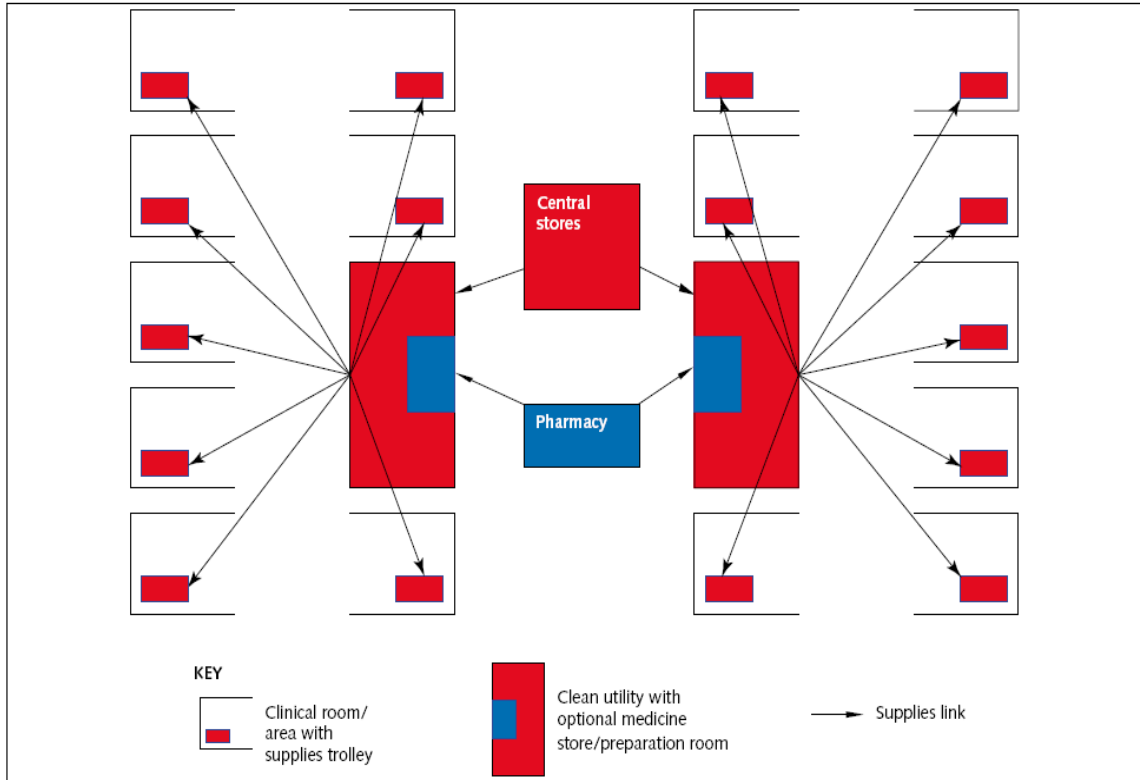 Central
stores
Pharmacy
KEY
Clinical room/
area with
supplies trolley
Clean utility with
optional medicine
store/preparation room
Supplies link